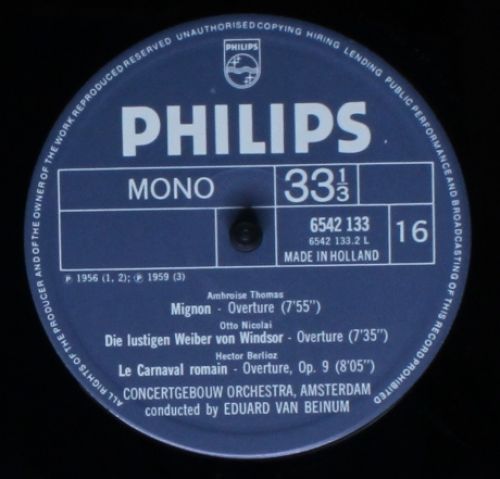 ALL RIGHTS OF THE PRODUCER AND OF THE OWNER OF THE WORK REPRODUCED RESERVED UNAUTHORISED COPYING HIRING LENDING PUBLIC PERFORMANCE AND BROADCASTING OF THIS RECORD PROHIBITED
PHILIPS
PHILIPS
MONO
33 1/3
6542 133
6542 133.2 L
MADE IN HOLLAND
16
℗ 1956 (1, 2); ℗ 1959 (3)
Ambroise Thomas
Mignon - Overture (7'55")
Otto Nicolai
Die lustigen Weiber von Windsor - Overture (7'35")
Hector Berlioz
Le Carnaval romain - Overture, Op. 9 (8'05")
CONCERTGEBOUW ORCHESTRA, AMSTERDAM
conducted by EDUARD VAN BEINUM